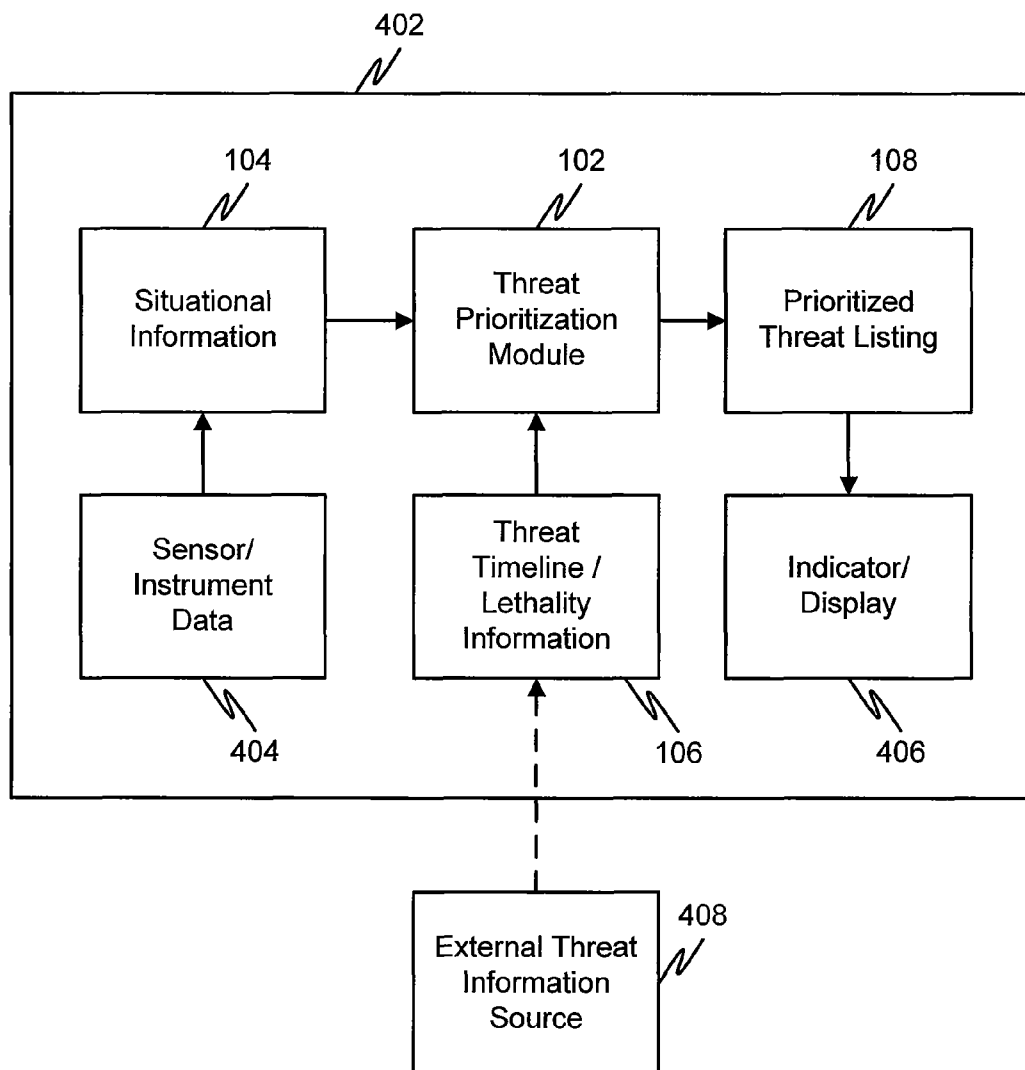 402
104
102
108
Situational
Information
Threat
Prioritization
Module
Prioritized
Threat Listing
Sensor/
Instrument
Data
Threat
Timeline /
Lethality
Information
Indicator/
Display
404
106
406
External Threat
Information
Source
408